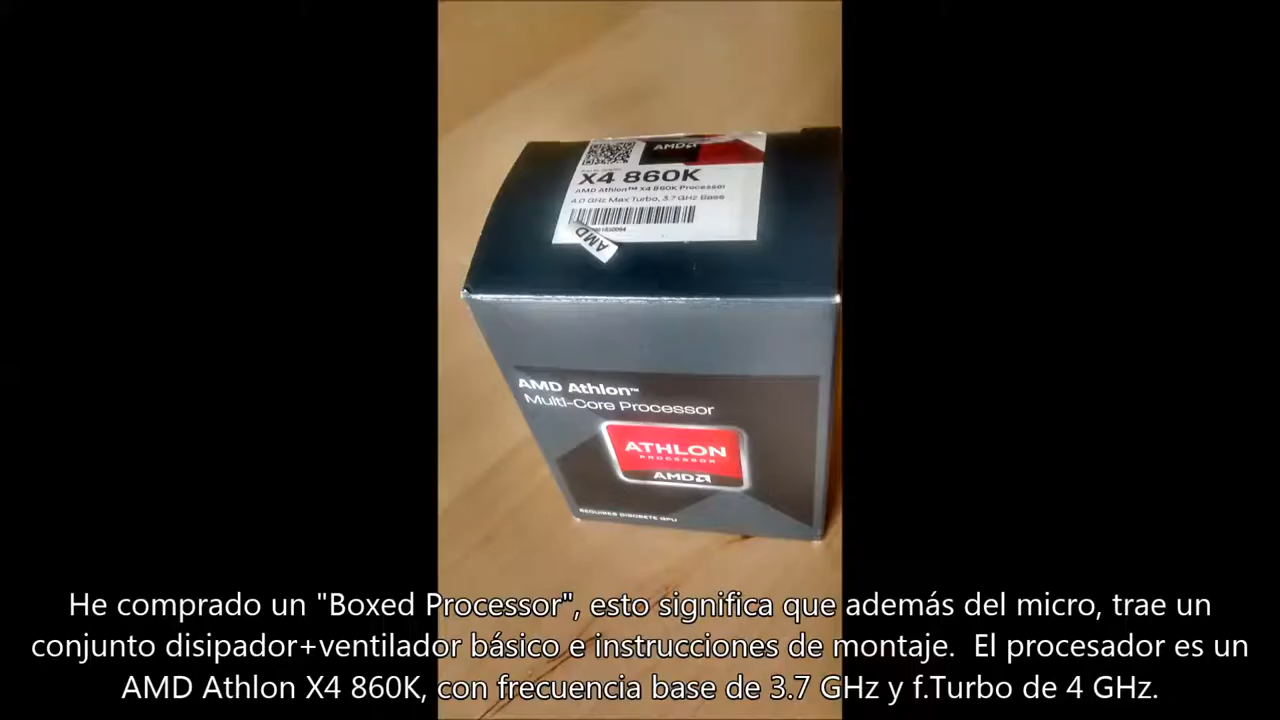 AMD
X4 860K
AMD Athlon™ X4 860K Processor
4.0 GHz Max Turbo, 3.7 GHz Base
AMD
AMD Athlon™
Multi-Core Processor
ATHLON
PROCESSOR
AMD
REQUIRES DISCRETE GPU
He comprado un "Boxed Processor", esto significa que además del micro, trae un
conjunto disipador+ventilador básico e instrucciones de montaje. El procesador es un
AMD Athlon X4 860K, con frecuencia base de 3.7 GHz y f.Turbo de 4 GHz.